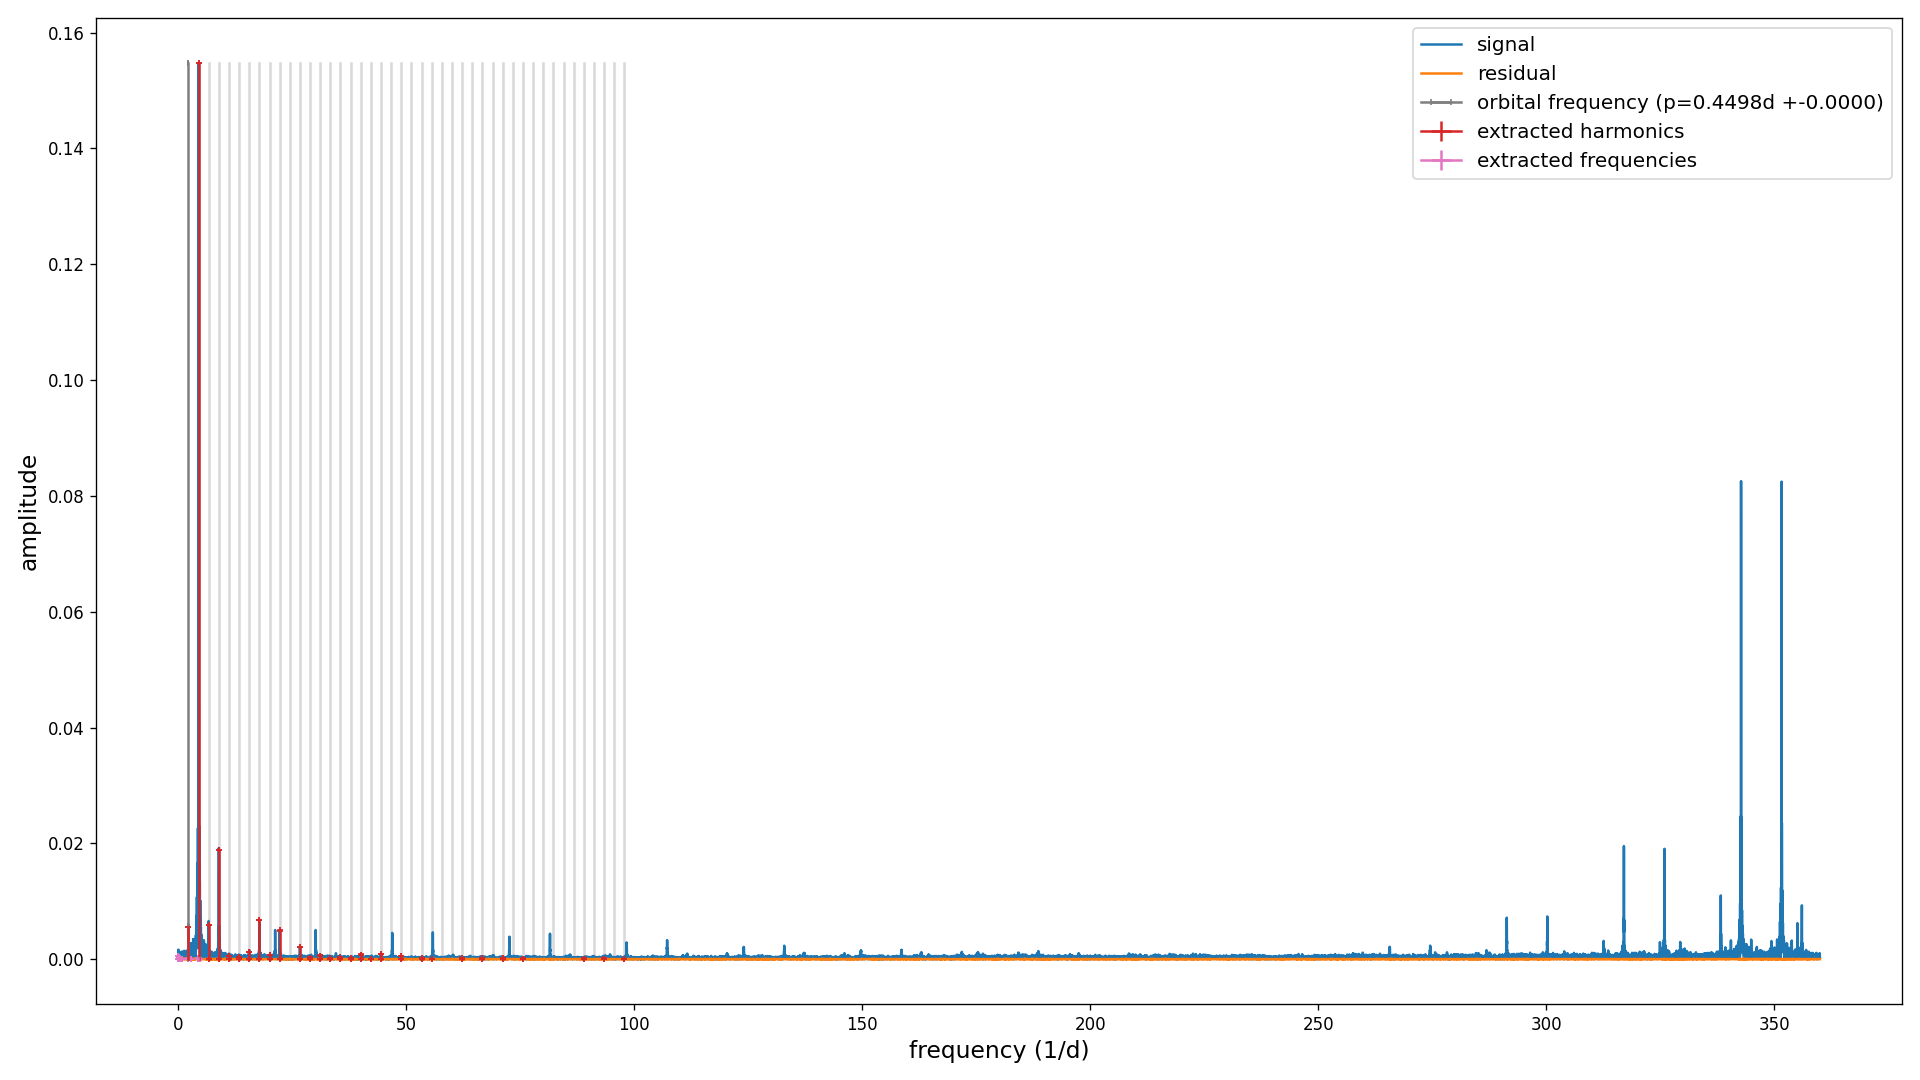 0.16
0.14
0.12
0.10
0.08
0.06
0.04
0.02
0.00
amplitude
0
50
100
150
200
250
300
350
frequency (1/d)
signal
residual
orbital frequency (p=0.4498d +-0.0000)
extracted harmonics
extracted frequencies